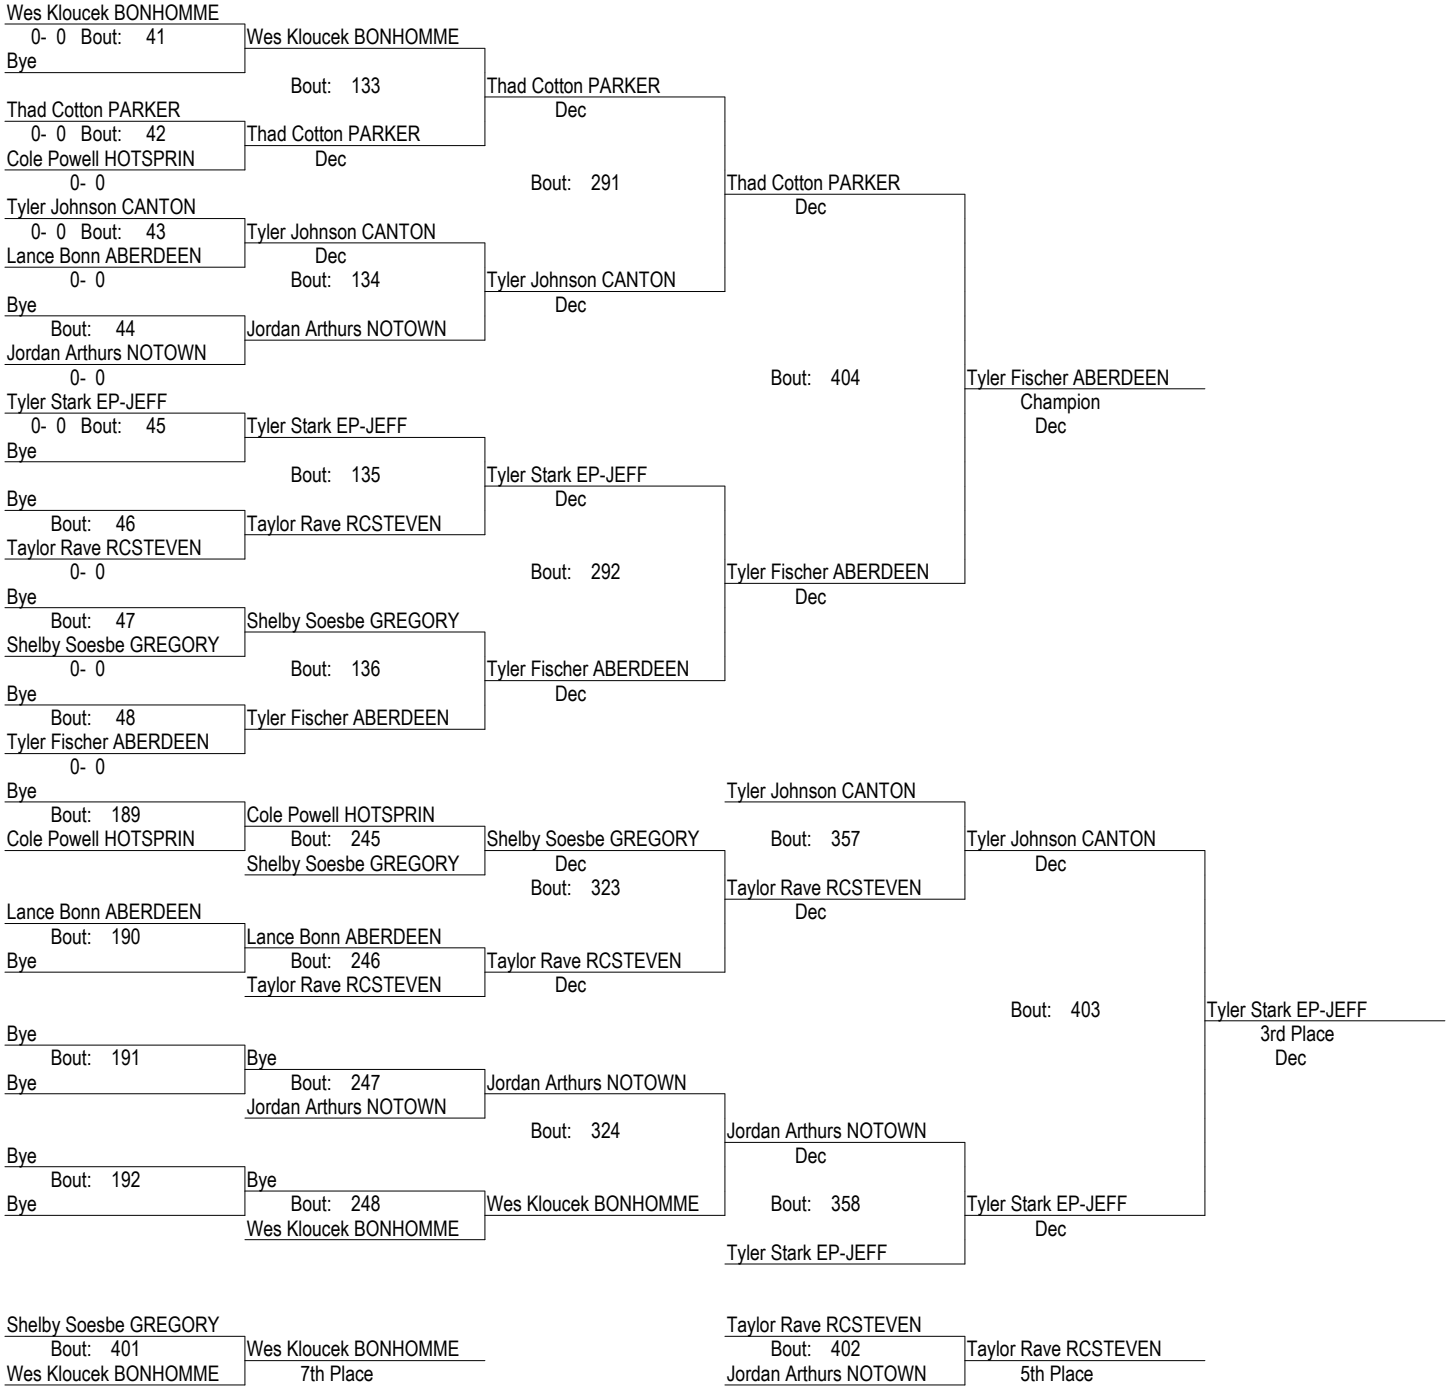 Wes Kloucek BONHOMME
0- 0 Bout: 41 Wes Kloucek BONHOMME
Bye
Bout: 133 Thad Cotton PARKER
Thad Cotton PARKER Dec
0- 0 Bout: 42 Thad Cotton PARKER
Cole Powell HOTSPRIN Dec
0- 0 Bout: 291 Thad Cotton PARKER
Tyler Johnson CANTON Dec
0- 0 Bout: 43 Tyler Johnson CANTON
Lance Bonn ABERDEEN Dec
0- 0 Bout: 134 Tyler Johnson CANTON
Bye Dec
Bout: 44 Jordan Arthurs NOTOWN
Jordan Arthurs NOTOWN
0- 0 Bout: 404 Tyler Fischer ABERDEEN
Tyler Stark EP-JEFF Champion
0- 0 Bout: 45 Tyler Stark EP-JEFF Dec
Bye
Bout: 135 Tyler Stark EP-JEFF
Bye Dec
Bout: 46 Taylor Rave RCSTEVEN
Taylor Rave RCSTEVEN
0- 0 Bout: 292 Tyler Fischer ABERDEEN
Bye Dec
Bout: 47 Shelby Soesbe GREGORY
Shelby Soesbe GREGORY
0- 0 Bout: 136 Tyler Fischer ABERDEEN
Bye Dec
Bout: 48 Tyler Fischer ABERDEEN
Tyler Fischer ABERDEEN
0- 0
Bye Tyler Johnson CANTON
Bout: 189 Cole Powell HOTSPRIN
Cole Powell HOTSPRIN Bout: 245 Shelby Soesbe GREGORY Bout: 357 Tyler Johnson CANTON
Shelby Soesbe GREGORY Dec Dec
Bout: 323 Taylor Rave RCSTEVEN
Lance Bonn ABERDEEN Dec
Bout: 190 Lance Bonn ABERDEEN
Bye Bout: 246 Taylor Rave RCSTEVEN
Taylor Rave RCSTEVEN Dec
Bout: 403 Tyler Stark EP-JEFF
Bye 3rd Place
Bout: 191 Bye Dec
Bye Bout: 247 Jordan Arthurs NOTOWN
Jordan Arthurs NOTOWN
Bout: 324 Jordan Arthurs NOTOWN
Bye Dec
Bout: 192 Bye
Bye Bout: 248 Wes Kloucek BONHOMME Bout: 358 Tyler Stark EP-JEFF
Wes Kloucek BONHOMME Dec
Tyler Stark EP-JEFF
Shelby Soesbe GREGORY Taylor Rave RCSTEVEN
Bout: 401 Wes Kloucek BONHOMME Bout: 402 Taylor Rave RCSTEVEN
Wes Kloucek BONHOMME 7th Place Jordan Arthurs NOTOWN 5th Place